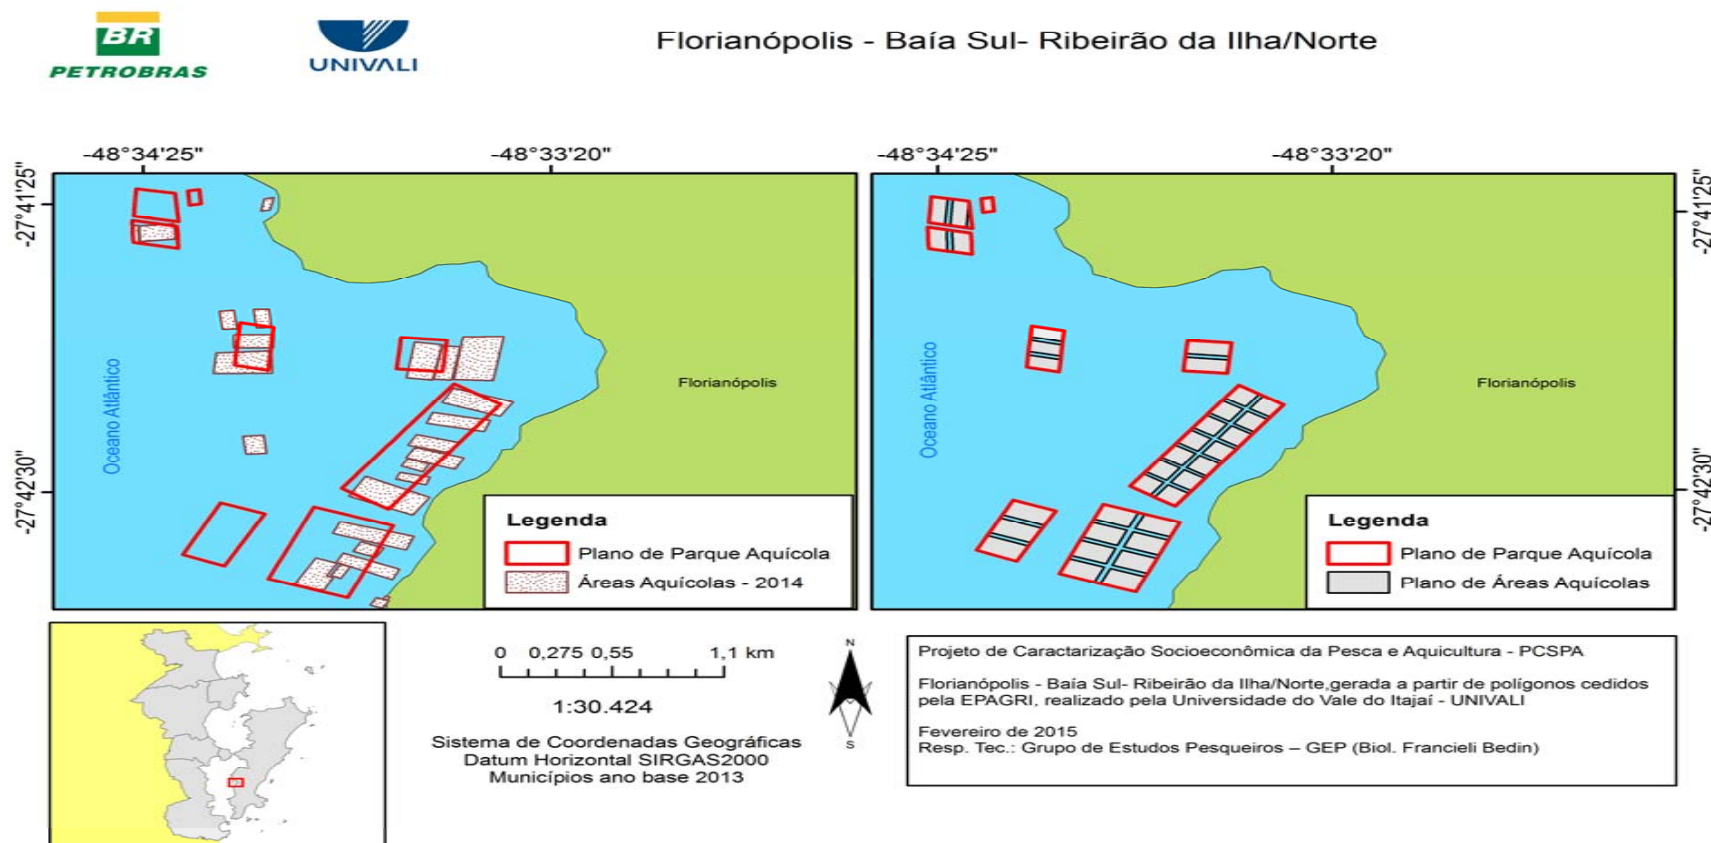 BR
PETROBRAS
UNIVALI
Florianópolis - Baía Sul- Ribeirão da Ilha/Norte
-48°34'25"
-48°33'20"
-27°41'25"
-27°42'30"
Oceano Atlântico
Florianópolis
Legenda
Plano de Parque Aquícola
Áreas Aquícolas - 2014
-48°34'25"
-48°33'20"
-27°41'25"
-27°42'30"
Oceano Atlântico
Florianópolis
Legenda
Plano de Parque Aquícola
Plano de Áreas Aquícolas
0 0,275 0,55 1,1 km
1:30.424
Sistema de Coordenadas Geográficas
Datum Horizontal SIRGAS2000
Municípios ano base 2013
N
S
Projeto de Caractarização Socioeconômica da Pesca e Aquicultura - PCSPA
Florianópolis - Baía Sul- Ribeirão da Ilha/Norte,gerada a partir de polígonos cedidos
pela EPAGRI, realizado pela Universidade do Vale do Itajaí - UNIVALI
Fevereiro de 2015
Resp. Tec.: Grupo de Estudos Pesqueiros – GEP (Biol. Francieli Bedin)